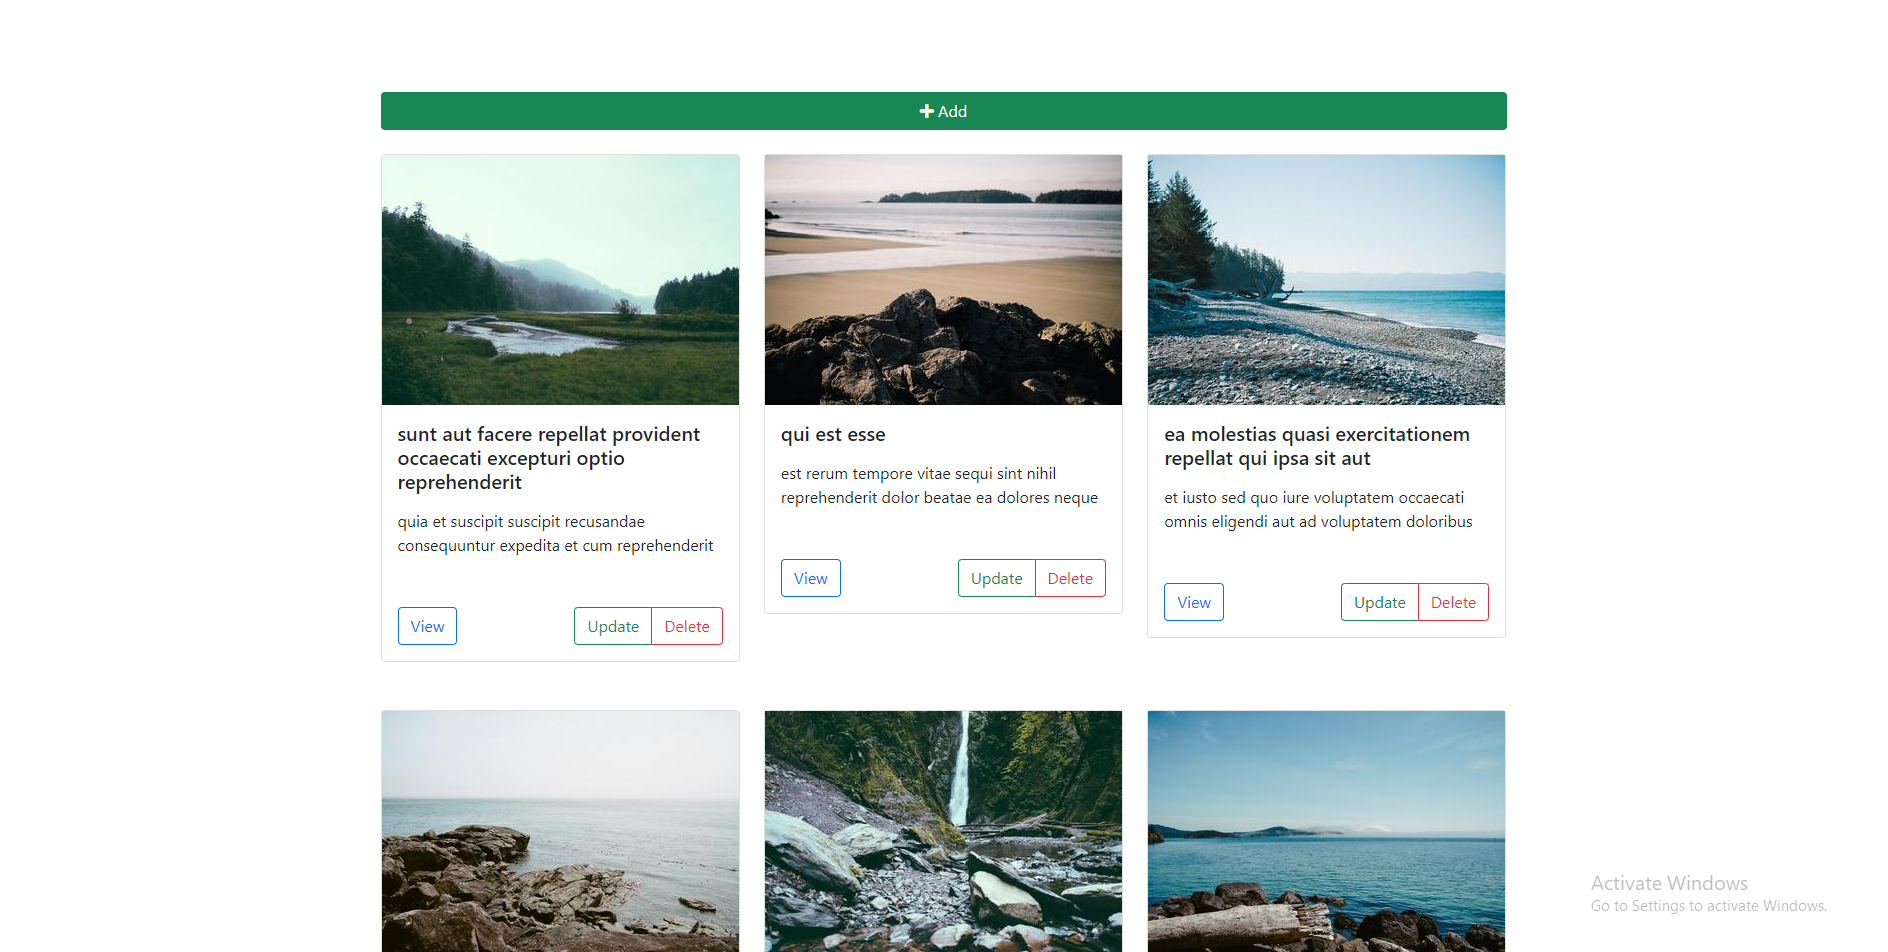 Add
sunt aut facere repellat provident
occaecati excepturi optio
reprehenderit
quia et suscipit suscipit recusandae
consequuntur expedita et cum reprehenderit
View
Update
Delete
qui est esse
est rerum tempore vitae sequi sint nihil
reprehenderit dolor beatae ea dolores neque
View
Update
Delete
ea molestias quasi exercitationem
repellat qui ipsa sit aut
et iusto sed quo iure voluptatem occaecati
omnis eligendi aut ad voluptatem doloribus
View
Update
Delete
Activate Windows
Go to Settings to activate Windows.